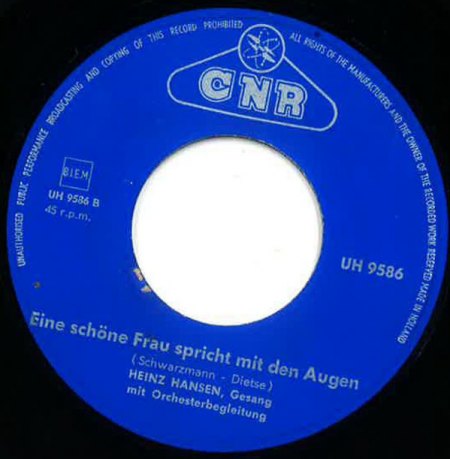 UNAUTHORISED PUBLIC PERFORMANCE BROADCASTING AND COPYING OF THIS RECORD PROHIBITED
ALL RIGHTS OF THE MANUFACTURERS AND THE OWNER OF THE RECORDED WORK RESERVED MADE IN HOLLAND
CNR
B.I.E.M
UH 9586 B
45 r.p.m.
UH 9586
Eine schöne Frau spricht mit den Augen
(Schwarzmann - Dietse)
HEINZ HANSEN, Gesang
mit Orchesterbegleitung